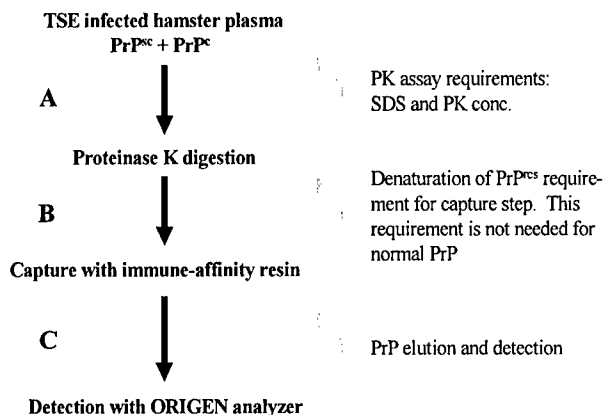 TSE infected hamster plasma
PrPsc + PrPc
A
PK assay requirements:
SDS and PK conc.
Proteinase K digestion
B
Denaturation of PrPres require-
ment for capture step. This
requirement is not needed for
normal PrP
Capture with immune-affinity resin
C
PrP elution and detection
Detection with ORIGEN analyzer